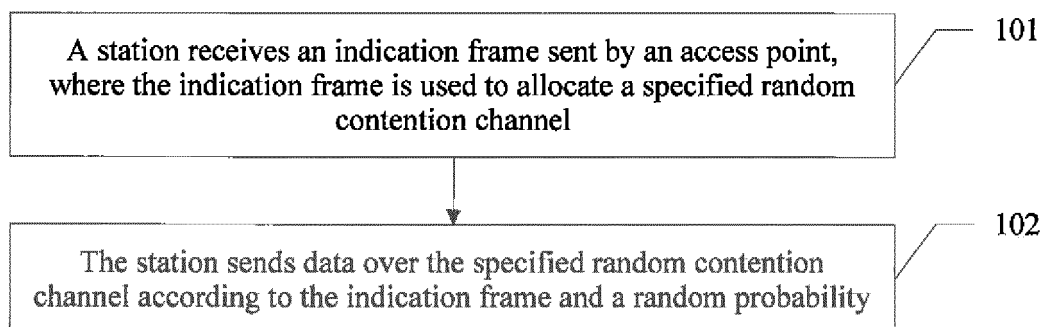 A station receives an indication frame sent by an access point,
where the indication frame is used to allocate a specified random
contention channel
101
The station sends data over the specified random contention
channel according to the indication frame and a random probability
102